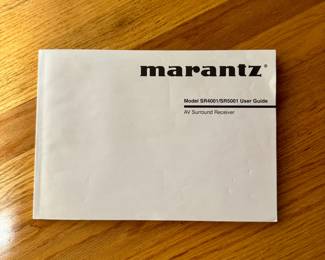 marantz®
Model SR4001/SR5001 User Guide
AV Surround Receiver